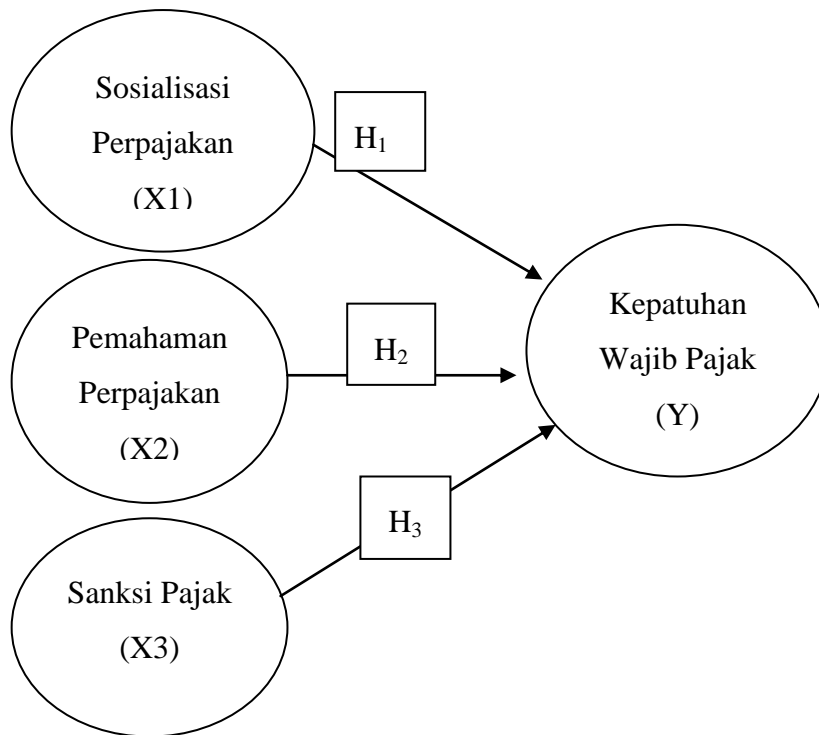 Sosialisasi
Perpajakan
(X1)
H₁
Pemahaman
Perpajakan
(X2)
H₂
Sanksi Pajak
(X3)
H₃
Kepatuhan
Wajib Pajak
(Y)